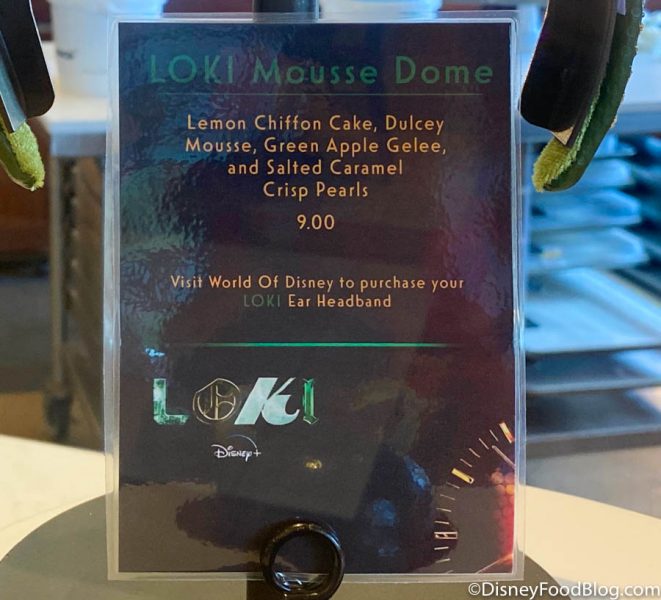 LOKI Mousse Dome
Lemon Chiffon Cake, Dulcey
Mousse, Green Apple Gelee,
and Salted Caramel
Crisp Pearls
9.00
Visit World Of Disney to purchase your
LOKI Ear Headband
LOKI
Disney+
©DisneyFoodBlog.com